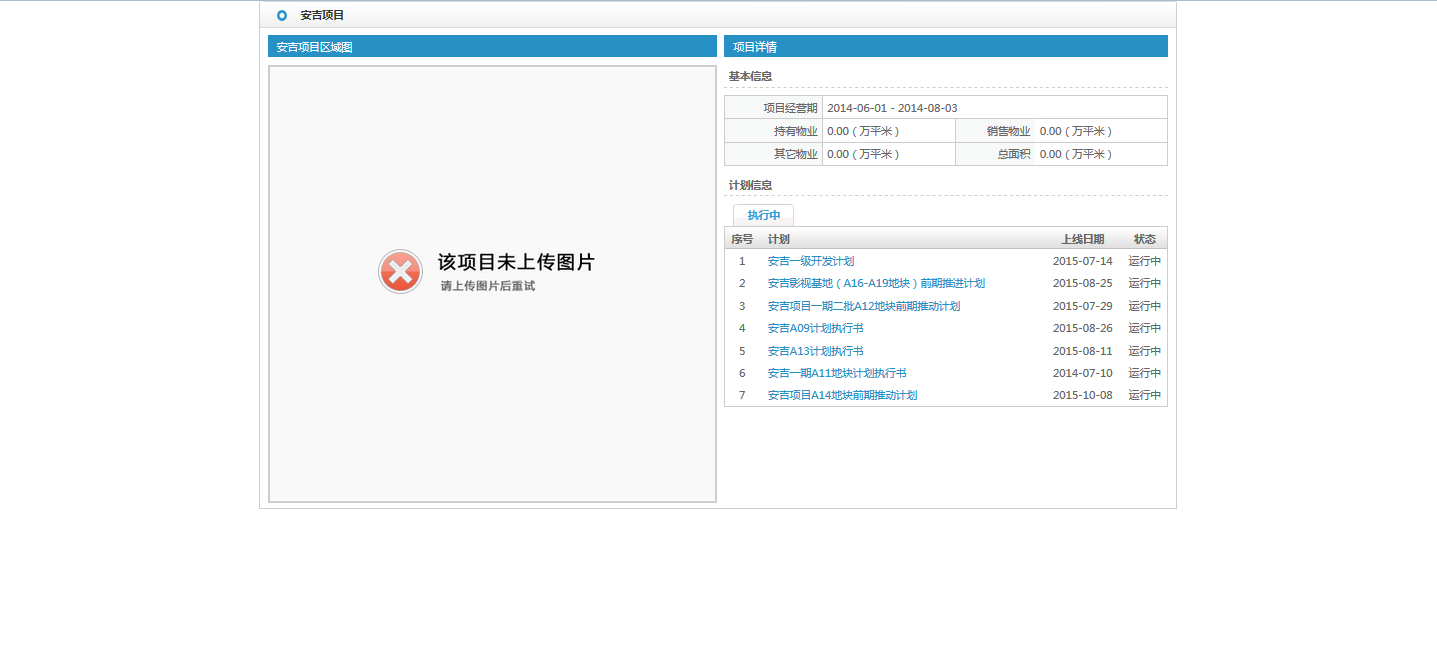 安吉项目
安吉项目区域图
该项目未上传图片
请上传图片后重试
项目详情
基本信息
项目经营期 2014-06-01 - 2014-08-03
持有物业 0.00 ( 万平米 ) 销售物业 0.00 ( 万平米 )
其它物业 0.00 ( 万平米 ) 总面积 0.00 ( 万平米 )
计划信息
执行中
序号 计划 上线日期 状态
1 安吉一级开发计划 2015-07-14 运行中
2 安吉影视基地 ( A16-A19地块 ) 前期推进计划 2015-08-25 运行中
3 安吉项目一期二批A12地块前期推动计划 2015-07-29 运行中
4 安吉A09计划执行书 2015-08-26 运行中
5 安吉A13计划执行书 2015-08-11 运行中
6 安吉一期A11地块计划执行书 2014-07-10 运行中
7 安吉项目A14地块前期推动计划 2015-10-08 运行中